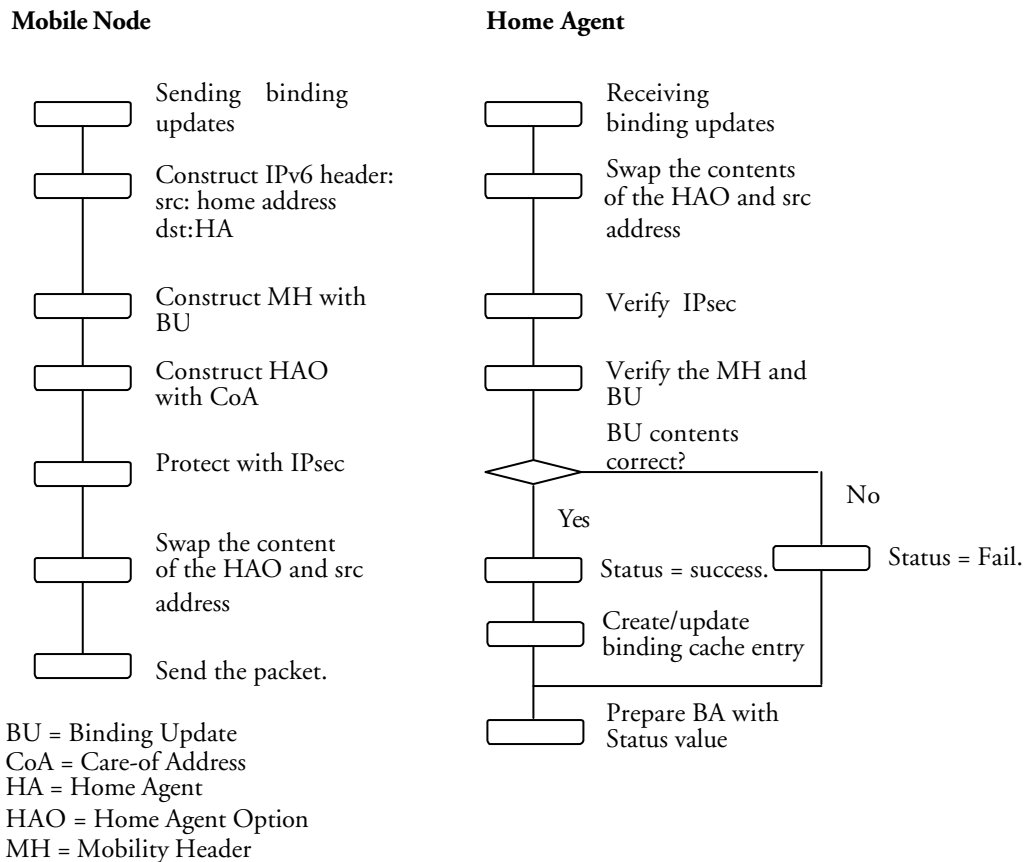 Mobile Node
Sending binding
updates
Construct IPv6 header:
src: home address
dst:HA
Construct MH with
BU
Construct HAO
with CoA
Protect with IPsec
Swap the content
of the HAO and src
address
Send the packet.
BU = Binding Update
CoA = Care-of Address
HA = Home Agent
HAO = Home Agent Option
MH = Mobility Header
Home Agent
Receiving
binding updates
Swap the contents
of the HAO and src
address
Verify IPsec
Verify the MH and
BU
BU contents
correct?
No
Yes
Status = success.
Status = Fail.
Create/update
binding cache entry
Prepare BA with
Status value